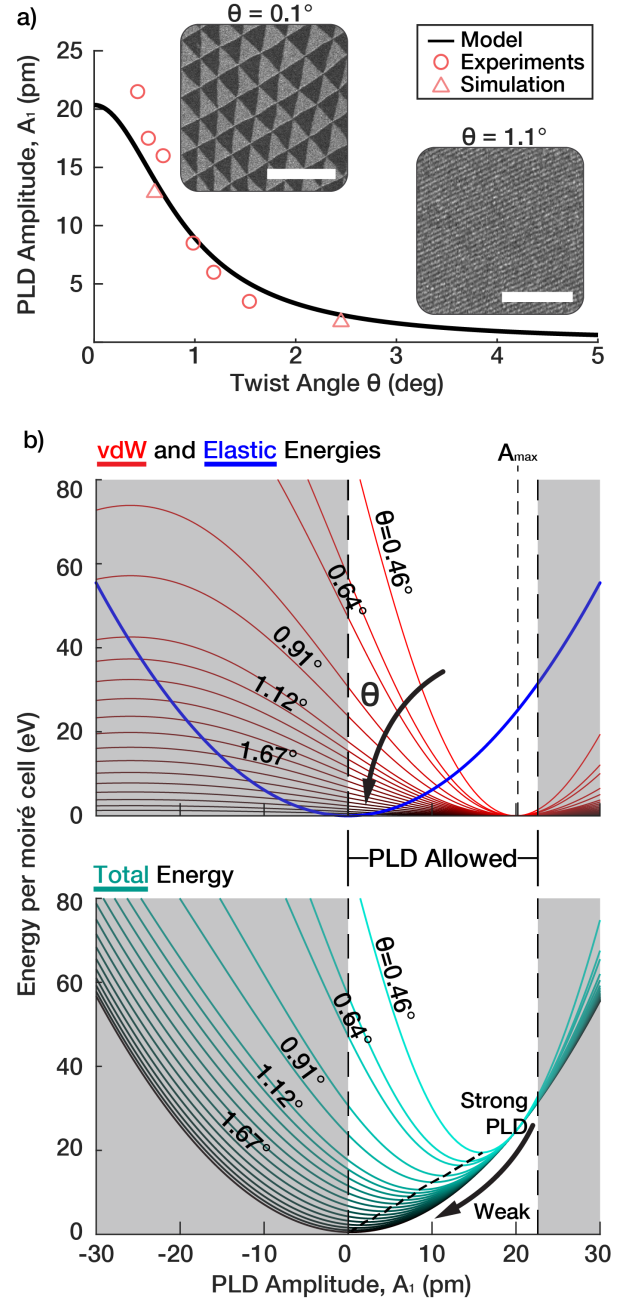 a)
θ = 0.1°
Model
Experiments
Simulation
θ = 1.1°
PLD Amplitude, A₁ (pm)
25
20
15
10
5
0
1
2
3
4
5
Twist Angle θ (deg)
b)
vdW and Elastic Energies
Amax
80
60
40
20
0
θ=0.46°
0.64°
0.91°
1.12°
1.67°
θ
PLD Allowed
Total Energy
Energy per moiré cell (eV)
80
60
40
20
0
θ=0.46°
0.64°
0.91°
1.12°
1.67°
Strong
PLD
Weak
-30
-20
-10
0
10
20
30
PLD Amplitude, A₁ (pm)